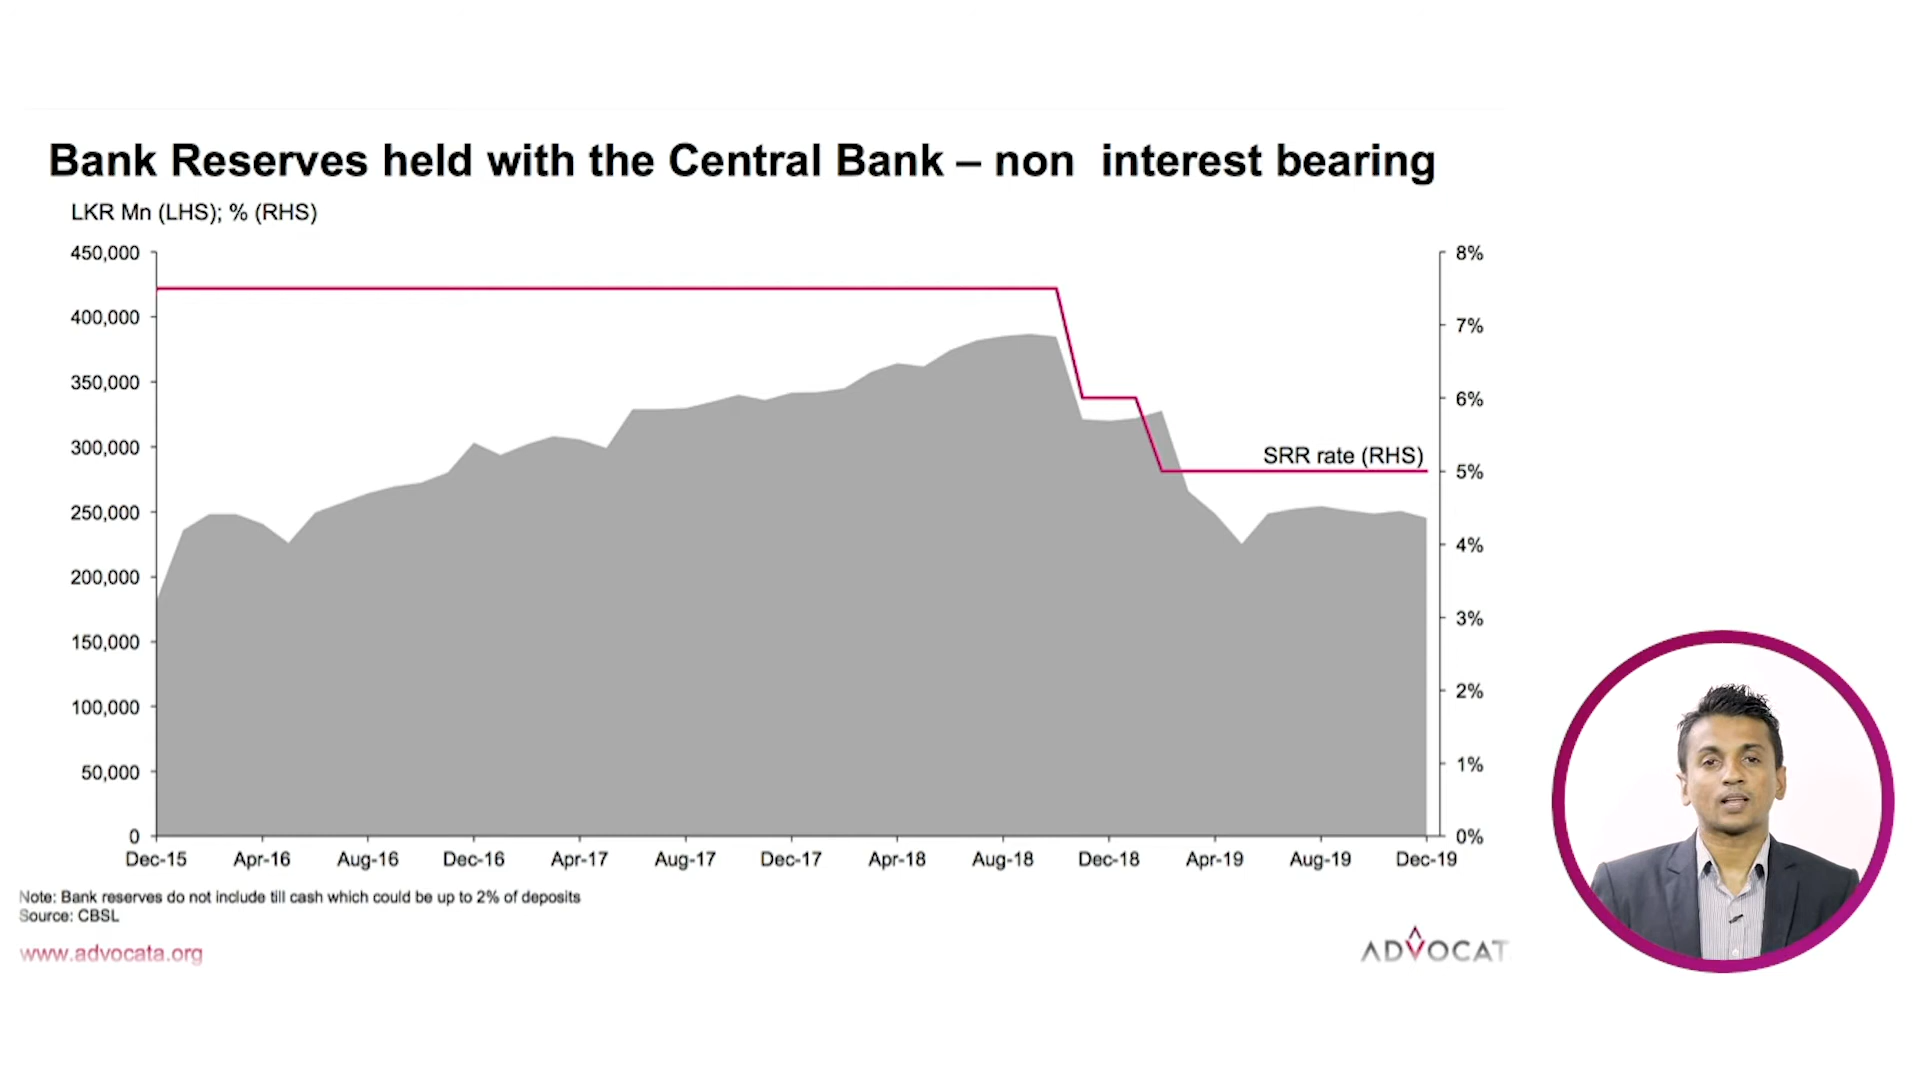 Bank Reserves held with the Central Bank – non interest bearing
LKR Mn (LHS); % (RHS)
450,000
400,000
350,000
300,000
250,000
200,000
150,000
100,000
50,000
0
8%
7%
6%
SRR rate (RHS)
5%
4%
3%
2%
1%
0%
Dec-15 Apr-16 Aug-16 Dec-16 Apr-17 Aug-17 Dec-17 Apr-18 Aug-18 Dec-18 Apr-19 Aug-19 Dec-19
Note: Bank reserves do not include till cash which could be up to 2% of deposits
Source: CBSL
www.advocata.org
ADVOCAT